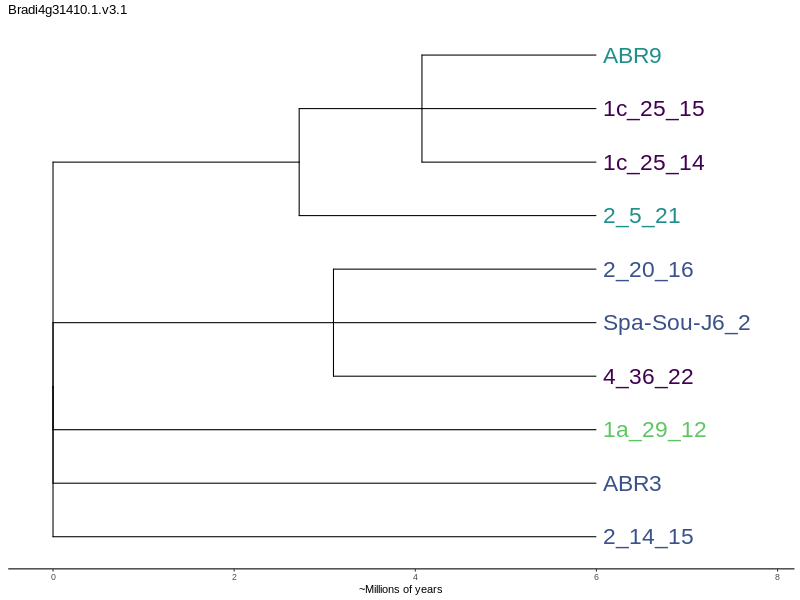 Bradi4g31410.1.v3.1
ABR9
1c_25_15
1c_25_14
2_5_21
2_20_16
Spa-Sou-J6_2
4_36_22
1a_29_12
ABR3
2_14_15
0 2 4 6 8
~Millions of years